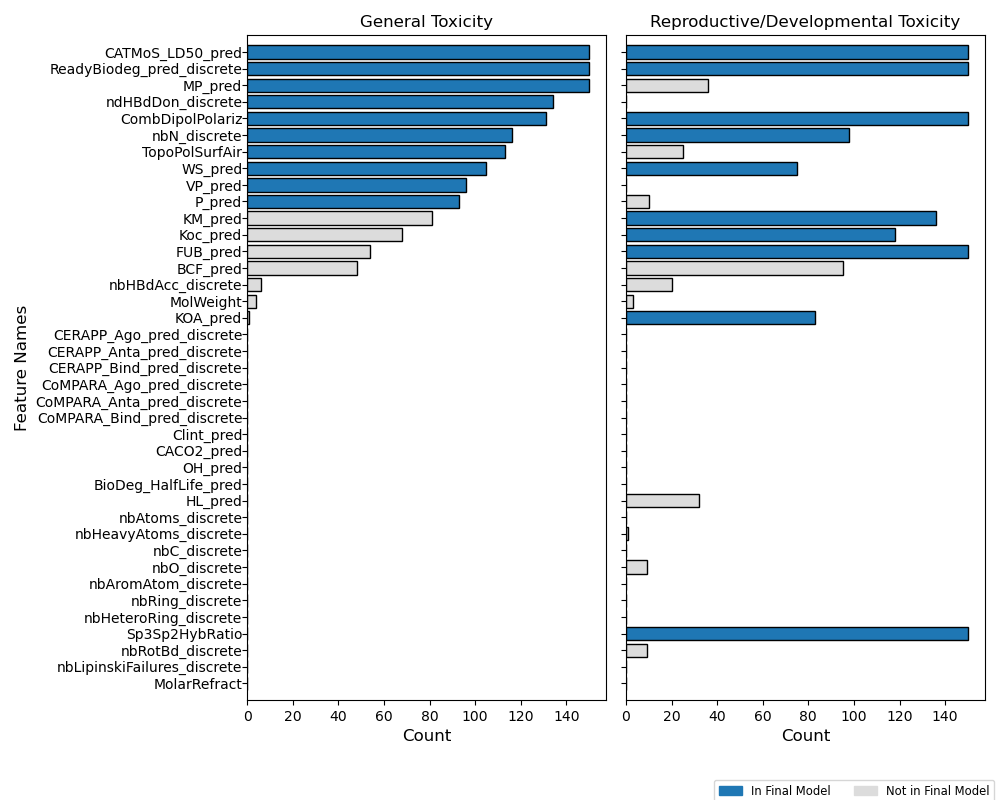 General Toxicity
Reproductive/Developmental Toxicity
Feature Names
CATMoS_LD50_pred
ReadyBiodeg_pred_discrete
MP_pred
ndHBdDon_discrete
CombDipolPolariz
nbN_discrete
TopoPolSurfAir
WS_pred
VP_pred
P_pred
KM_pred
Koc_pred
FUB_pred
BCF_pred
nbHBdAcc_discrete
MolWeight
KOA_pred
CERAPP_Ago_pred_discrete
CERAPP_Anta_pred_discrete
CERAPP_Bind_pred_discrete
CoMPARA_Ago_pred_discrete
CoMPARA_Anta_pred_discrete
CoMPARA_Bind_pred_discrete
Clint_pred
CACO2_pred
OH_pred
BioDeg_HalfLife_pred
HL_pred
nbAtoms_discrete
nbHeavyAtoms_discrete
nbC_discrete
nbO_discrete
nbAromAtom_discrete
nbRing_discrete
nbHeteroRing_discrete
Sp3Sp2HybRatio
nbRotBd_discrete
nbLipinskiFailures_discrete
MolarRefract
0 20 40 60 80 100 120 140
0 20 40 60 80 100 120 140
Count
Count
In Final Model
Not in Final Model